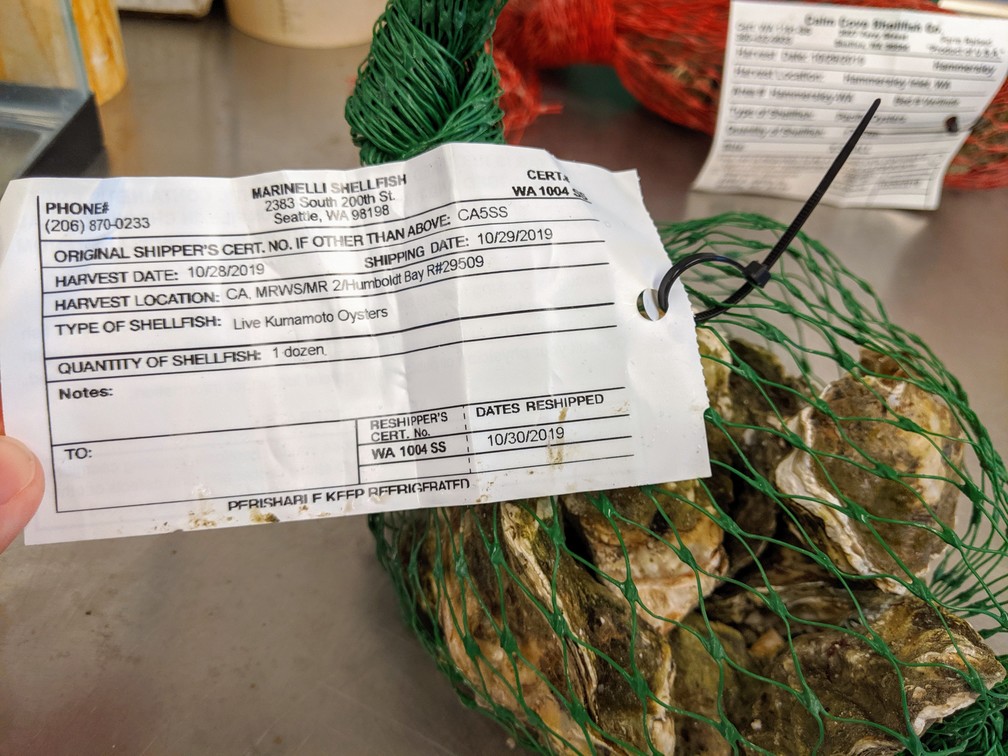 PHONE#
(206) 870-0233
MARINELLI SHELLFISH
2383 South 200th St.
Seattle, WA 98198
CERT.#
WA 1004 SS
ORIGINAL SHIPPER'S CERT. NO. IF OTHER THAN ABOVE: CA5SS
HARVEST DATE: 10/28/2019 SHIPPING DATE: 10/29/2019
HARVEST LOCATION: CA, MRWS/MR 2/Humboldt Bay R#29509
TYPE OF SHELLFISH: Live Kumamoto Oysters
QUANTITY OF SHELLFISH: 1 dozen
Notes:
TO:
RESHIPPER'S
CERT. No.
WA 1004 SS
DATES RESHIPPED
10/30/2019
PERISHABLE KEEP REFRIGERATED
Calm Cove Shellfish Co.
Harvest Date:
Harvest Location:
Type of Shellfish:
Quantity of Shellfish: